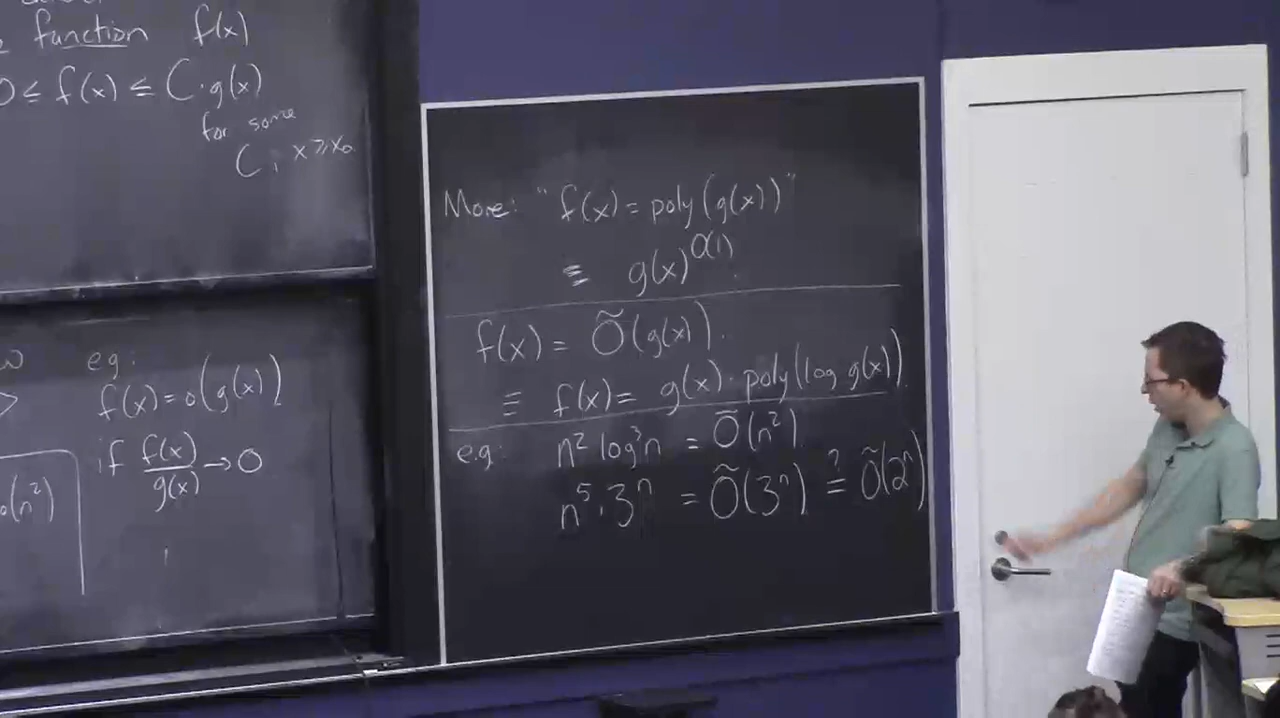 function f(x)
0 ≤ f(x) ≤ C·g(x)
for some
C, x ≥ x₀
eg:
f(x) = o(g(x))
if f(x)/g(x) → 0
o(n²)
More: "f(x) = poly(g(x))"
≡ g(x)^O(1)
f(x) = Õ(g(x)).
≡ f(x) = g(x)·poly(log g(x)).
e.g: n² log³n = Õ(n²)
n⁵·3ⁿ = Õ(3ⁿ) ≟ Õ(2ⁿ)